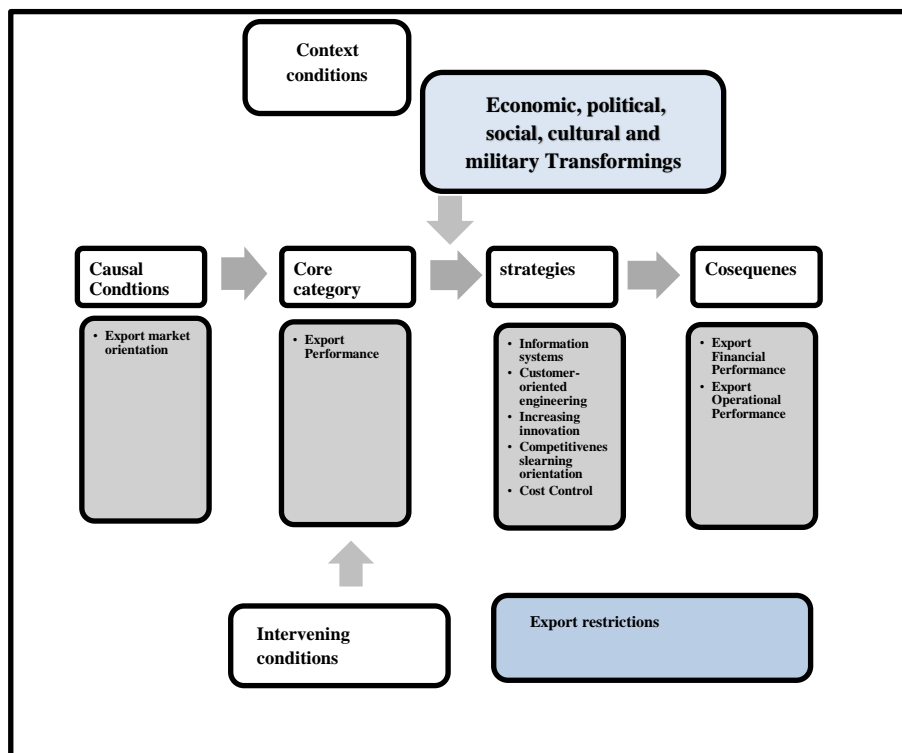 Context
conditions
Economic, political,
social, cultural and
military Transformings
Causal
Condtions
Core
category
strategies
Cosequenes
• Export market
orientation
• Export
Performance
• Information
systems
• Customer-
oriented
engineering
• Increasing
innovation
• Competitivenes
slearning
orientation
• Cost Control
• Export
Financial
Performance
• Export
Operational
Performance
Intervening
conditions
Export restrictions